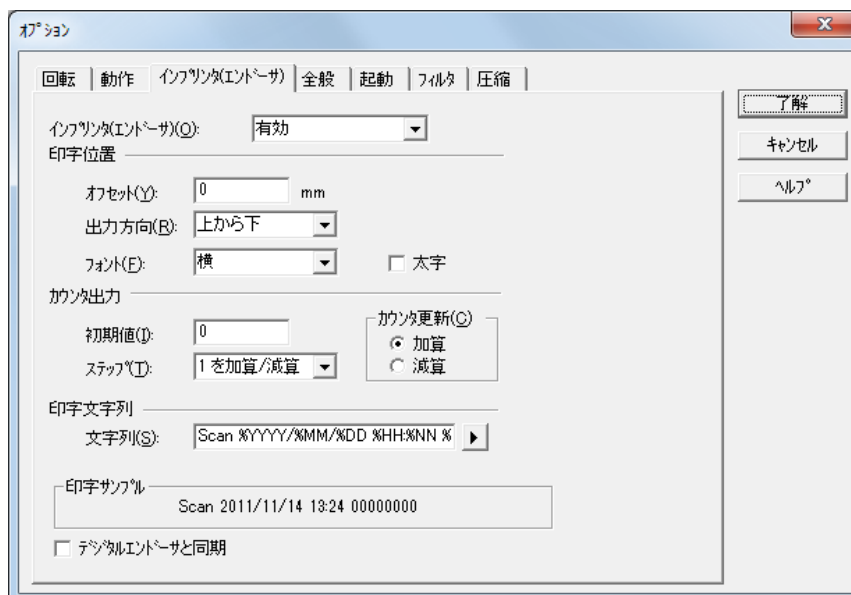 ｵﾌﾟｼｮﾝ
回転 動作 ｲﾝﾌﾟﾘﾝﾀ(ｴﾝﾄﾞｰｻ) 全般 起動 ﾌｨﾙﾀ 圧縮
了解
ｷｬﾝｾﾙ
ﾍﾙﾌﾟ
ｲﾝﾌﾟﾘﾝﾀ(ｴﾝﾄﾞｰｻ)(O): 有効
印字位置
ｵﾌｾｯﾄ(Y): 0 mm
出力方向(R): 上から下
ﾌｫﾝﾄ(F): 横 太字
ｶｳﾝﾀ出力
初期値(I): 0
ｽﾃｯﾌﾟ(T): 1 を加算/減算
ｶｳﾝﾀ更新(C)
加算
減算
印字文字列
文字列(S): Scan %YYYY/%MM/%DD %HH:%NN %
印字ｻﾝﾌﾟﾙ
Scan 2011/11/14 13:24 00000000
ﾃﾞｼﾞﾀﾙｴﾝﾄﾞｰｻと同期